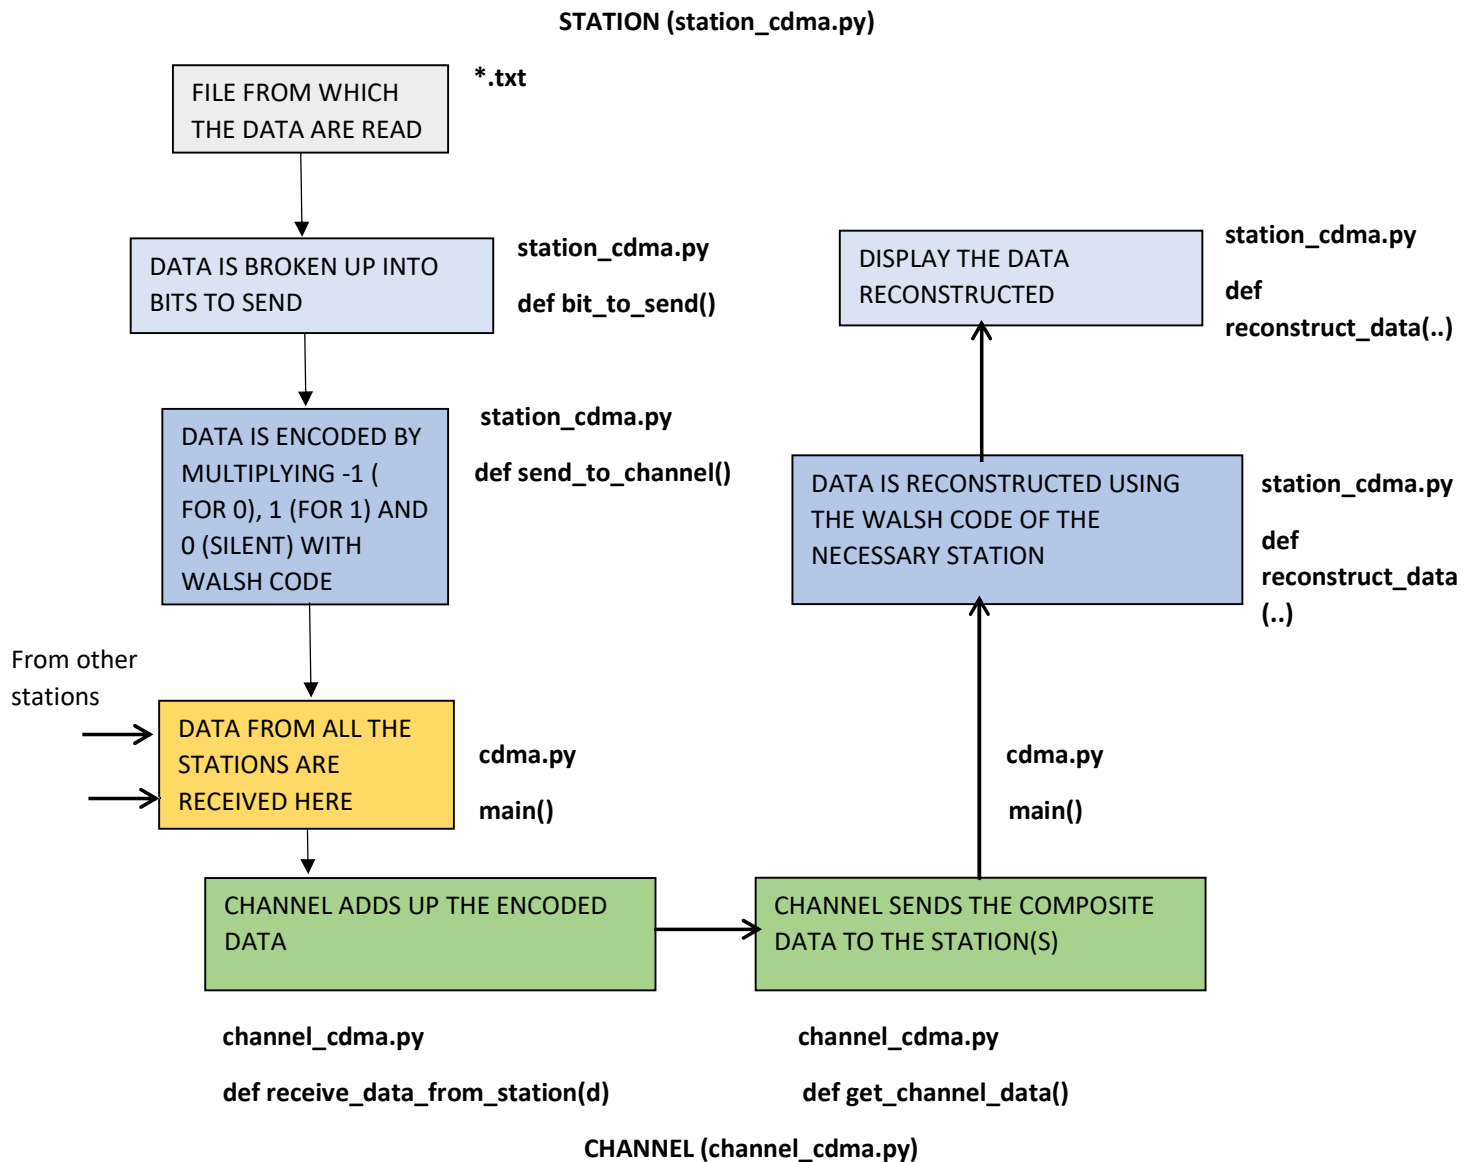 STATION (station_cdma.py)
FILE FROM WHICH
THE DATA ARE READ
*.txt
DATA IS BROKEN UP INTO
BITS TO SEND
station_cdma.py
def bit_to_send()
DATA IS ENCODED BY
MULTIPLYING -1 (
FOR 0), 1 (FOR 1) AND
0 (SILENT) WITH
WALSH CODE
station_cdma.py
def send_to_channel()
From other
stations
DATA FROM ALL THE
STATIONS ARE
RECEIVED HERE
cdma.py
main()
CHANNEL ADDS UP THE ENCODED
DATA
channel_cdma.py
def receive_data_from_station(d)
CHANNEL SENDS THE COMPOSITE
DATA TO THE STATION(S)
channel_cdma.py
def get_channel_data()
cdma.py
main()
DATA IS RECONSTRUCTED USING
THE WALSH CODE OF THE
NECESSARY STATION
station_cdma.py
def
reconstruct_data
(..)
DISPLAY THE DATA
RECONSTRUCTED
station_cdma.py
def
reconstruct_data(..)
CHANNEL (channel_cdma.py)